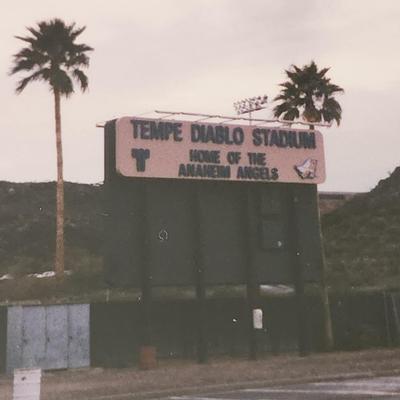 TEMPE DIABLO STADIUM
HOME OF THE
ANAHEIM ANGELS